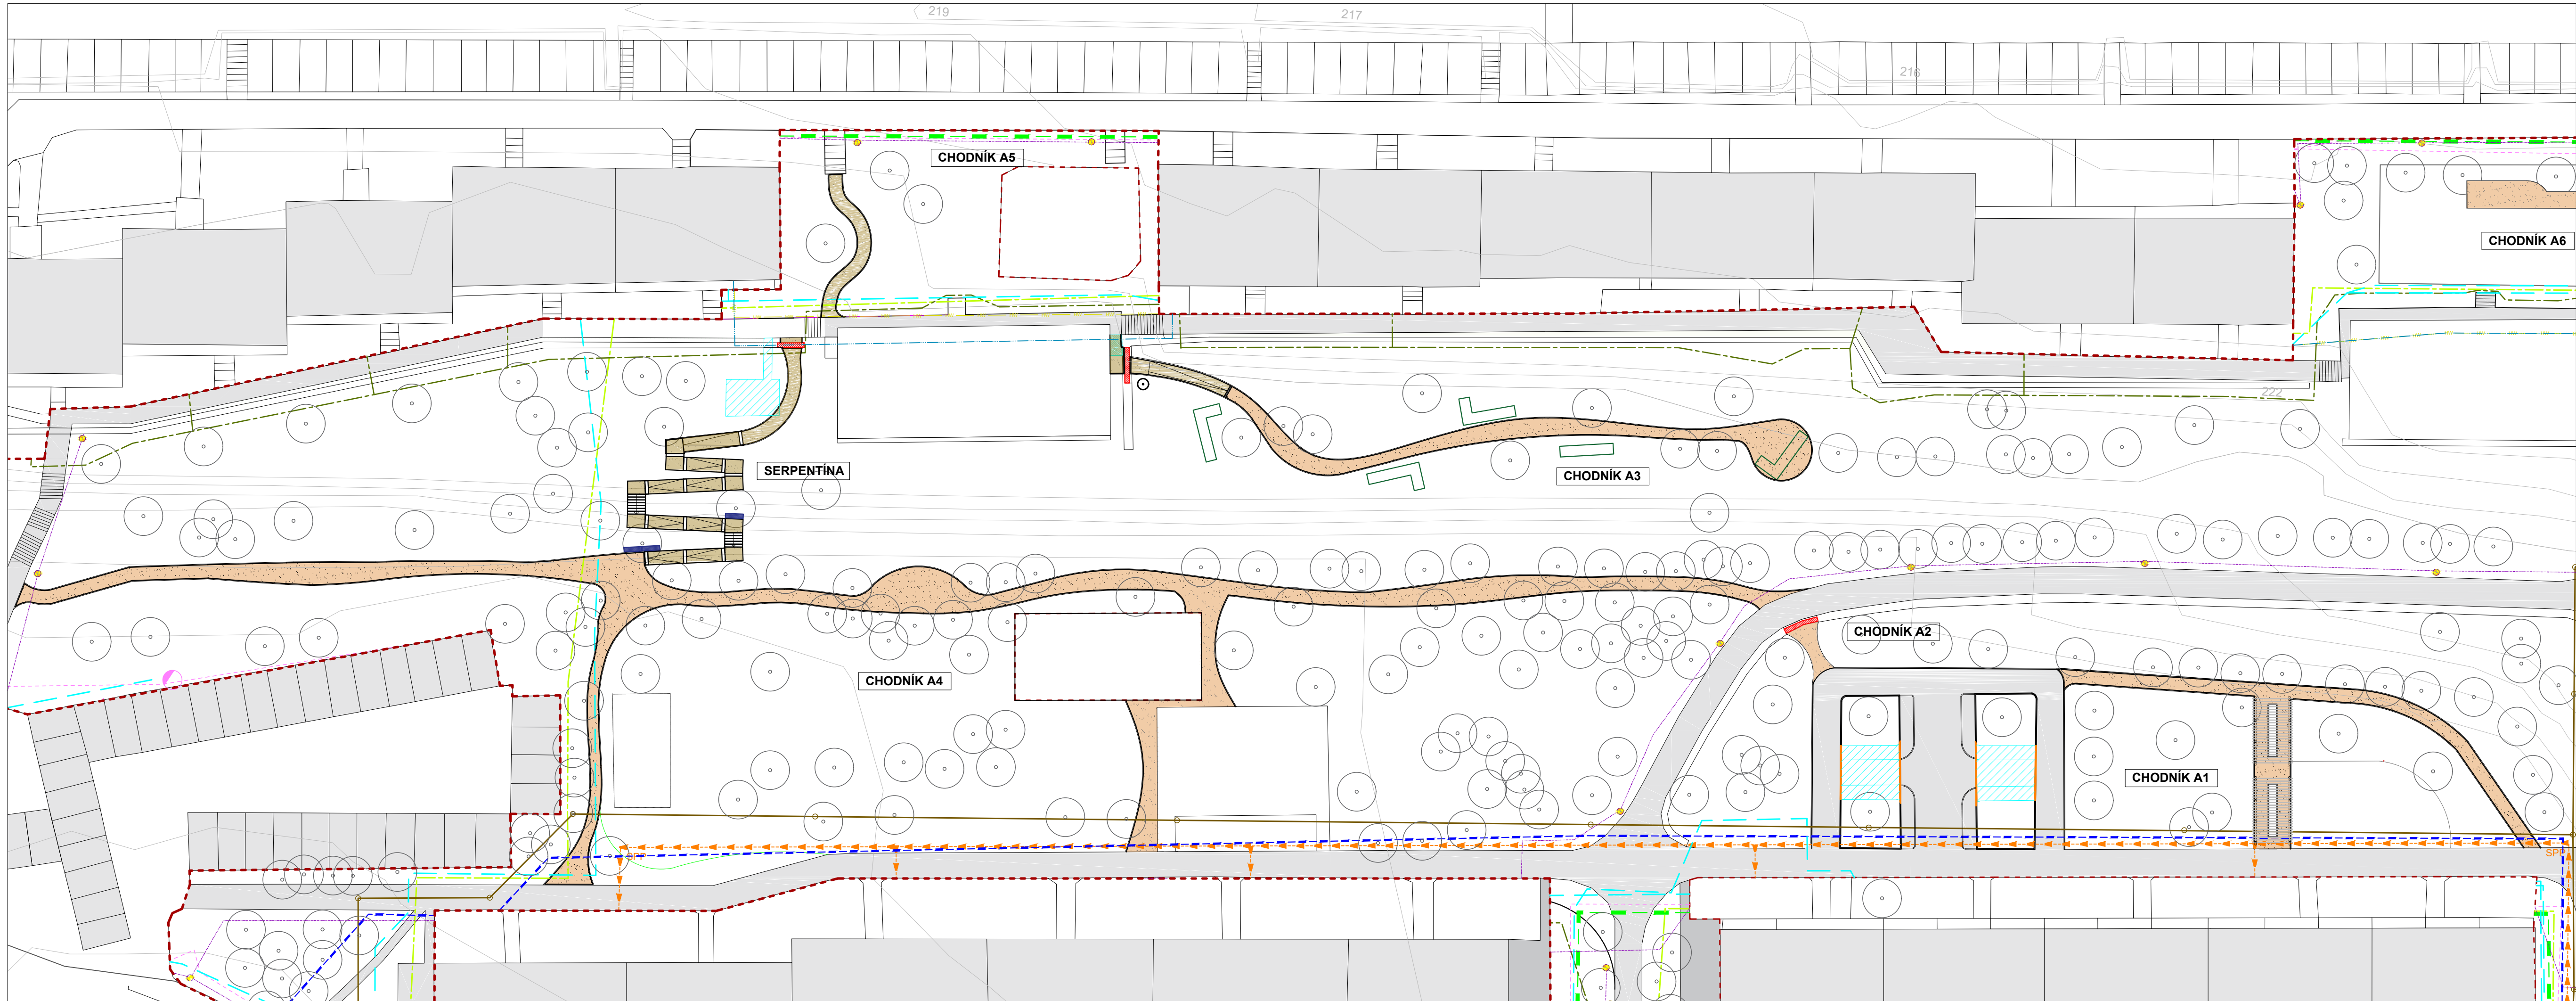 219
217
216
CHODNÍK A5
CHODNÍK A6
222
SERPENTÍNA
CHODNÍK A3
CHODNÍK A2
CHODNÍK A4
CHODNÍK A1